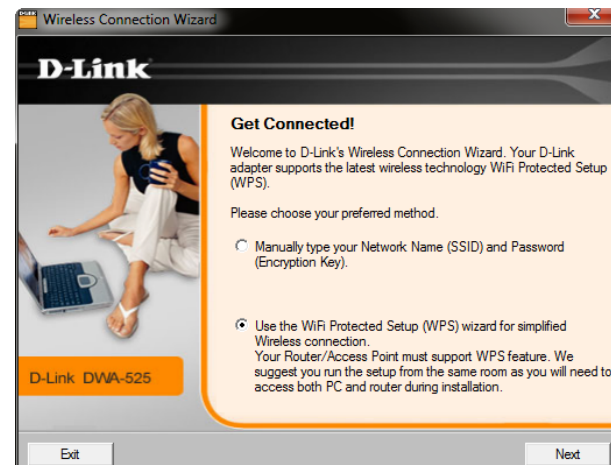 Wireless Connection Wizard
D-Link
Get Connected!
Welcome to D-Link's Wireless Connection Wizard. Your D-Link
adapter supports the latest wireless technology WiFi Protected Setup
(WPS).
Please choose your preferred method.
Manually type your Network Name (SSID) and Password
(Encryption Key).
Use the WiFi Protected Setup (WPS) wizard for simplified
Wireless connection.
Your Router/Access Point must support WPS feature. We
suggest you run the setup from the same room as you will need to
access both PC and router during installation.
D-Link DWA-525
Exit
Next